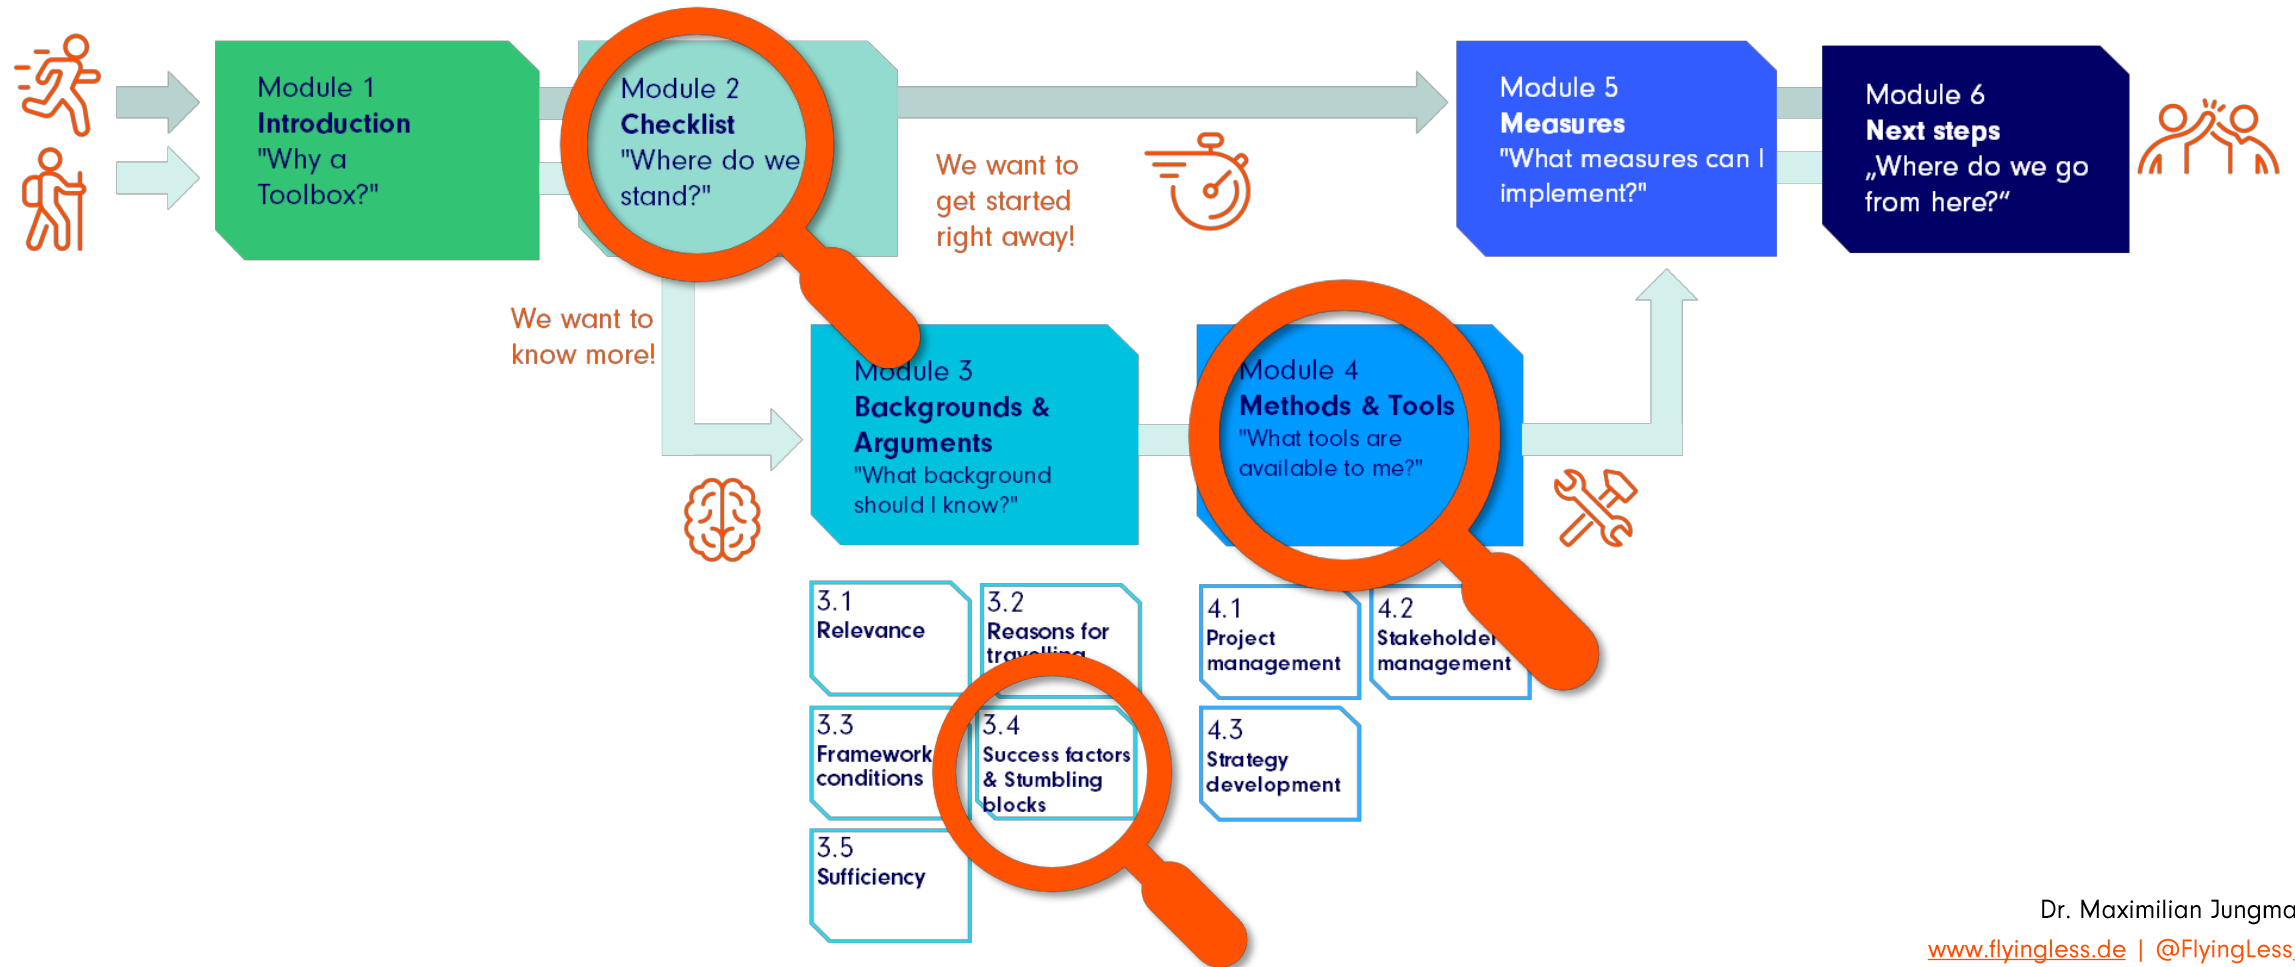 Module 1
Introduction
"Why a
Toolbox?"
Module 2
Checklist
"Where do we
stand?"
We want to
get started
right away!
Module 5
Measures
"What measures can I
implement?"
Module 6
Next steps
„Where do we go
from here?“
We want to
know more!
Module 3
Backgrounds &
Arguments
"What background
should I know?"
Module 4
Methods & Tools
"What tools are
available to me?"
3.1
Relevance
3.2
Reasons for
travelling
3.3
Framework
conditions
3.4
Success factors
& Stumbling
blocks
3.5
Sufficiency
4.1
Project
management
4.2
Stakeholder
management
4.3
Strategy
development
Dr. Maximilian Jungma
www.flyingless.de | @FlyingLess